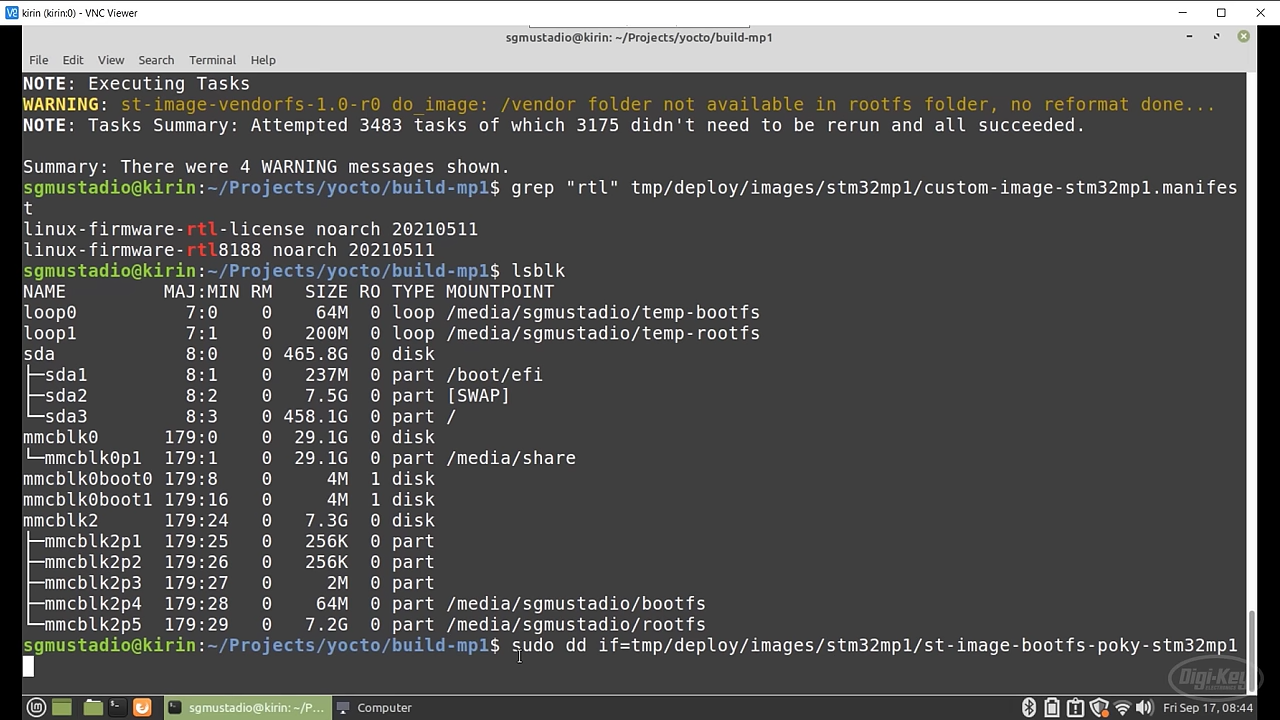 kirin (kirin:0) - VNC Viewer
sgmustadio@kirin: ~/Projects/yocto/build-mp1
File Edit View Search Terminal Help
NOTE: Executing Tasks
WARNING: st-image-vendorfs-1.0-r0 do_image: /vendor folder not available in rootfs folder, no reformat done...
NOTE: Tasks Summary: Attempted 3483 tasks of which 3175 didn't need to be rerun and all succeeded.
Summary: There were 4 WARNING messages shown.
sgmustadio@kirin:~/Projects/yocto/build-mp1$ grep "rtl" tmp/deploy/images/stm32mp1/custom-image-stm32mp1.manifes
t
linux-firmware-rtl-license noarch 20210511
linux-firmware-rtl8188 noarch 20210511
sgmustadio@kirin:~/Projects/yocto/build-mp1$ lsblk
NAME MAJ:MIN RM SIZE RO TYPE MOUNTPOINT
loop0 7:0 0 64M 0 loop /media/sgmustadio/temp-bootfs
loop1 7:1 0 200M 0 loop /media/sgmustadio/temp-rootfs
sda 8:0 0 465.8G 0 disk
├─sda1 8:1 0 237M 0 part /boot/efi
├─sda2 8:2 0 7.5G 0 part [SWAP]
└─sda3 8:3 0 458.1G 0 part /
mmcblk0 179:0 0 29.1G 0 disk
└─mmcblk0p1 179:1 0 29.1G 0 part /media/share
mmcblk0boot0 179:8 0 4M 1 disk
mmcblk0boot1 179:16 0 4M 1 disk
mmcblk2 179:24 0 7.3G 0 disk
├─mmcblk2p1 179:25 0 256K 0 part
├─mmcblk2p2 179:26 0 256K 0 part
├─mmcblk2p3 179:27 0 2M 0 part
├─mmcblk2p4 179:28 0 64M 0 part /media/sgmustadio/bootfs
└─mmcblk2p5 179:29 0 7.2G 0 part /media/sgmustadio/rootfs
sgmustadio@kirin:~/Projects/yocto/build-mp1$ sudo dd if=tmp/deploy/images/stm32mp1/st-image-bootfs-poky-stm32mp1
Digi-Key
ELECTRONICS
sgmustadio@kirin: ~/P... Computer Fri Sep 17, 08:44